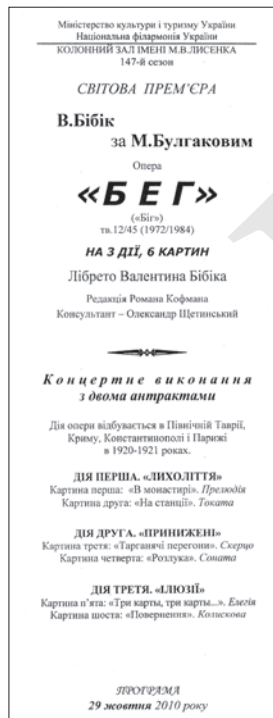 Міністерство культури і туризму України
Національна філармонія України
КОЛОННИЙ ЗАЛ ІМЕНІ М.В.ЛИСЕНКА
147-й сезон
СВІТОВА ПРЕМ’ЄРА
В.Бібік
за М.Булгаковим
Опера
«БЕГ»
(«Біг»)
тв.12/45 (1972/1984)
НА 3 ДІЇ, 6 КАРТИН
Лібрето Валентина Бібіка
Редакція Романа Кофмана
Консультант – Олександр Щетинський
Концертне виконання
з двома антрактами
Дія опери відбувається в Північній Таврії,
Криму, Константинополі і Парижі
в 1920-1921 роках.
ДІЯ ПЕРША. «ЛИХОЛІТТЯ»
Картина перша: «В монастирі». Прелюдія
Картина друга: «На станції». Токата
ДІЯ ДРУГА. «ПРИНИЖЕНІ»
Картина третя: «Тарганячі перегони». Скерцо
Картина четверта: «Розлука». Соната
ДІЯ ТРЕТЯ. «ІЛЮЗІЇ»
Картина п’ята: «Три карты, три карты...». Елегія
Картина шоста: «Повернення». Колискова
ПРОГРАМА
29 жовтня 2010 року